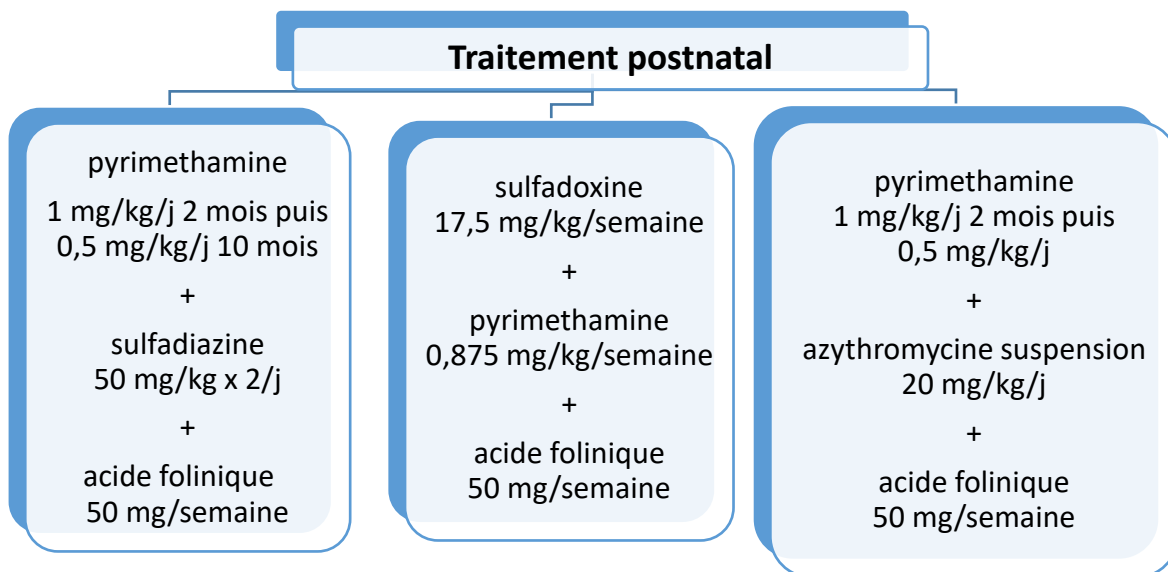 Traitement postnatal
pyrimethamine
1 mg/kg/j 2 mois puis
0,5 mg/kg/j 10 mois
+
sulfadiazine
50 mg/kg x 2/j
+
acide folinique
50 mg/semaine
sulfadoxine
17,5 mg/kg/semaine
+
pyrimethamine
0,875 mg/kg/semaine
+
acide folinique
50 mg/semaine
pyrimethamine
1 mg/kg/j 2 mois puis
0,5 mg/kg/j
+
azythromycine suspension
20 mg/kg/j
+
acide folinique
50 mg/semaine